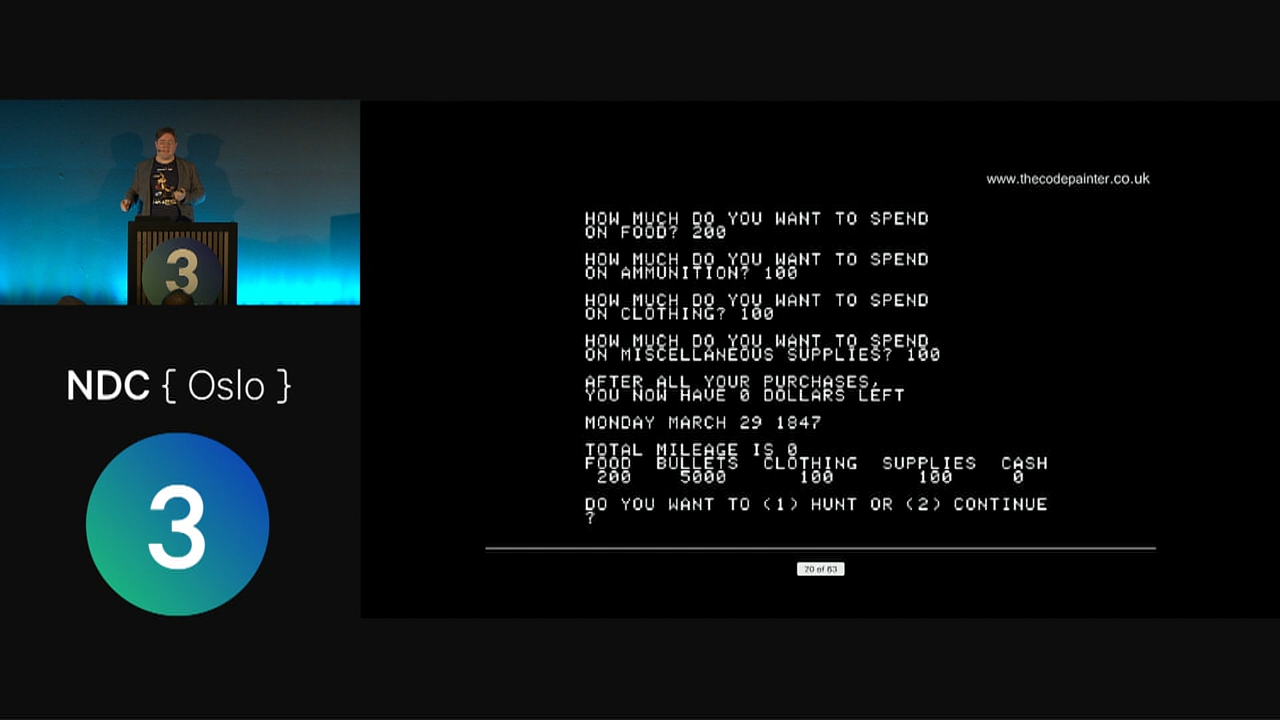 www.thecodepainter.co.uk
HOW MUCH DO YOU WANT TO SPEND
ON FOOD? 200
HOW MUCH DO YOU WANT TO SPEND
ON AMMUNITION? 100
HOW MUCH DO YOU WANT TO SPEND
ON CLOTHING? 100
HOW MUCH DO YOU WANT TO SPEND
ON MISCELLANEOUS SUPPLIES? 100
AFTER ALL YOUR PURCHASES,
YOU NOW HAVE 0 DOLLARS LEFT
MONDAY MARCH 29 1847
TOTAL MILEAGE IS 0
FOOD BULLETS CLOTHING SUPPLIES CASH
200 5000 100 100 0
DO YOU WANT TO (1) HUNT OR (2) CONTINUE
?
20 of 63
3
NDC { Oslo }
3